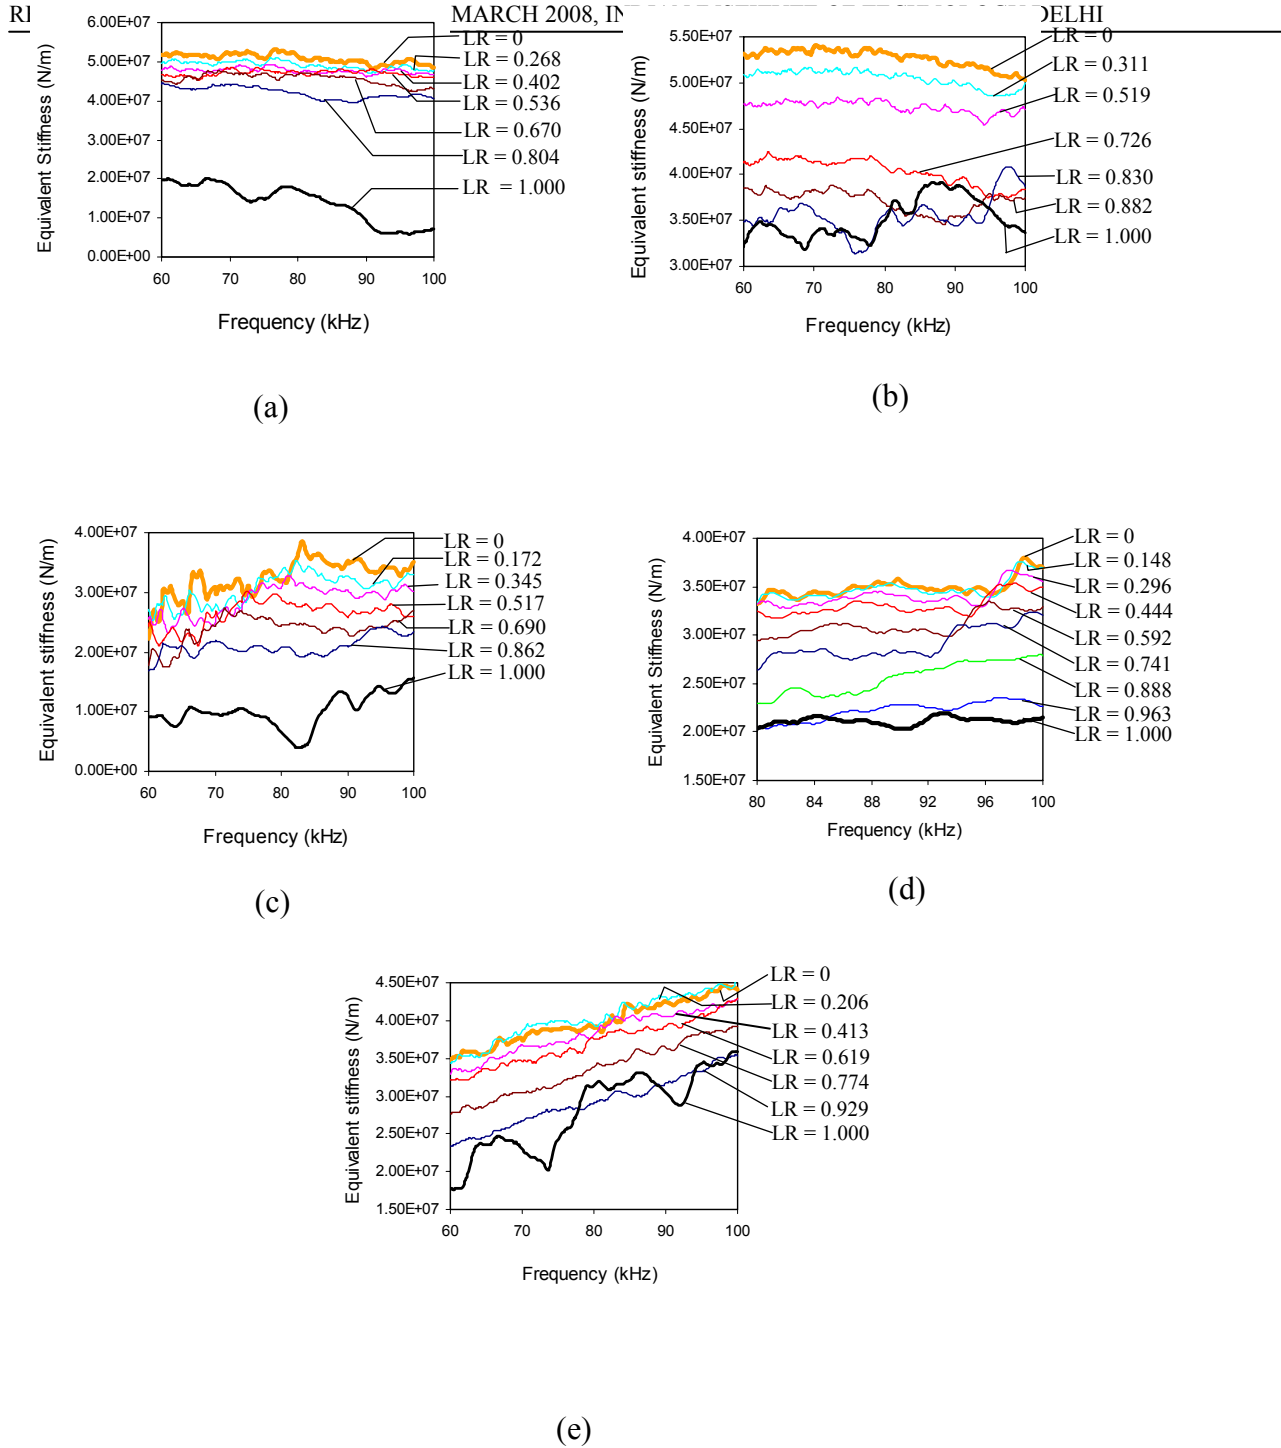 MARCH 2008, IN
DELHI
Equivalent Stiffness (N/m)
6.00E+07
5.00E+07
4.00E+07
3.00E+07
2.00E+07
1.00E+07
0.00E+00
60 70 80 90 100
Frequency (kHz)
LR = 0
LR = 0.268
LR = 0.402
LR = 0.536
LR = 0.670
LR = 0.804
LR = 1.000
(a)
Equivalent stiffness (N/m)
5.50E+07
5.00E+07
4.50E+07
4.00E+07
3.50E+07
3.00E+07
60 70 80 90 100
Frequency (kHz)
LR = 0
LR = 0.311
LR = 0.519
LR = 0.726
LR = 0.830
LR = 0.882
LR = 1.000
(b)
Equivalent stiffness (N/m)
4.00E+07
3.00E+07
2.00E+07
1.00E+07
0.00E+00
60 70 80 90 100
Frequency (kHz)
LR = 0
LR = 0.172
LR = 0.345
LR = 0.517
LR = 0.690
LR = 0.862
LR = 1.000
(c)
Equivalent Stiffness (N/m)
4.00E+07
3.50E+07
3.00E+07
2.50E+07
2.00E+07
1.50E+07
80 84 88 92 96 100
Frequency (kHz)
LR = 0
LR = 0.148
LR = 0.296
LR = 0.444
LR = 0.592
LR = 0.741
LR = 0.888
LR = 0.963
LR = 1.000
(d)
Equivalent stiffness (N/m)
4.50E+07
4.00E+07
3.50E+07
3.00E+07
2.50E+07
2.00E+07
1.50E+07
60 70 80 90 100
Frequency (kHz)
LR = 0
LR = 0.206
LR = 0.413
LR = 0.619
LR = 0.774
LR = 0.929
LR = 1.000
(e)